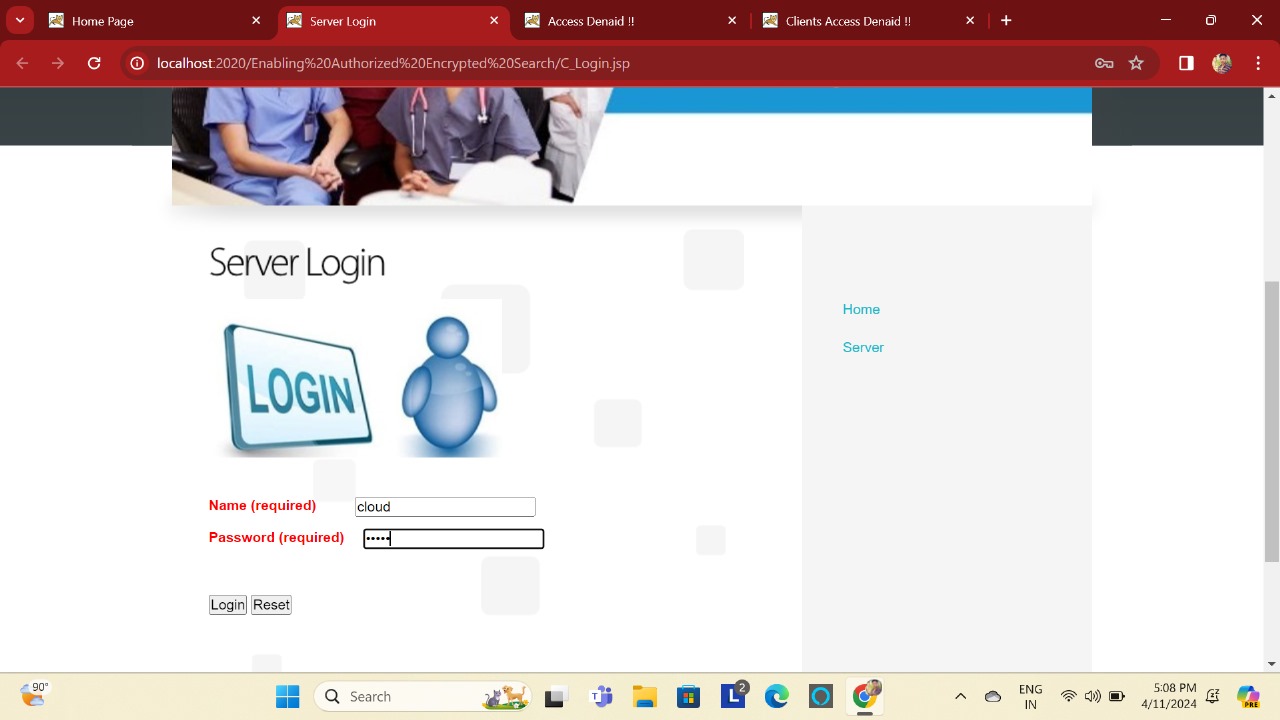 Home Page
Server Login
Access Denaid !!
Clients Access Denaid !!
localhost:2020/Enabling%20Authorized%20Encrypted%20Search/C_Login.jsp
Server Login
LOGIN
Home
Server
Name (required) cloud
Password (required) •••••
Login Reset
90°
Search
2
ENG
IN
5:08 PM
4/11/2024
PRE